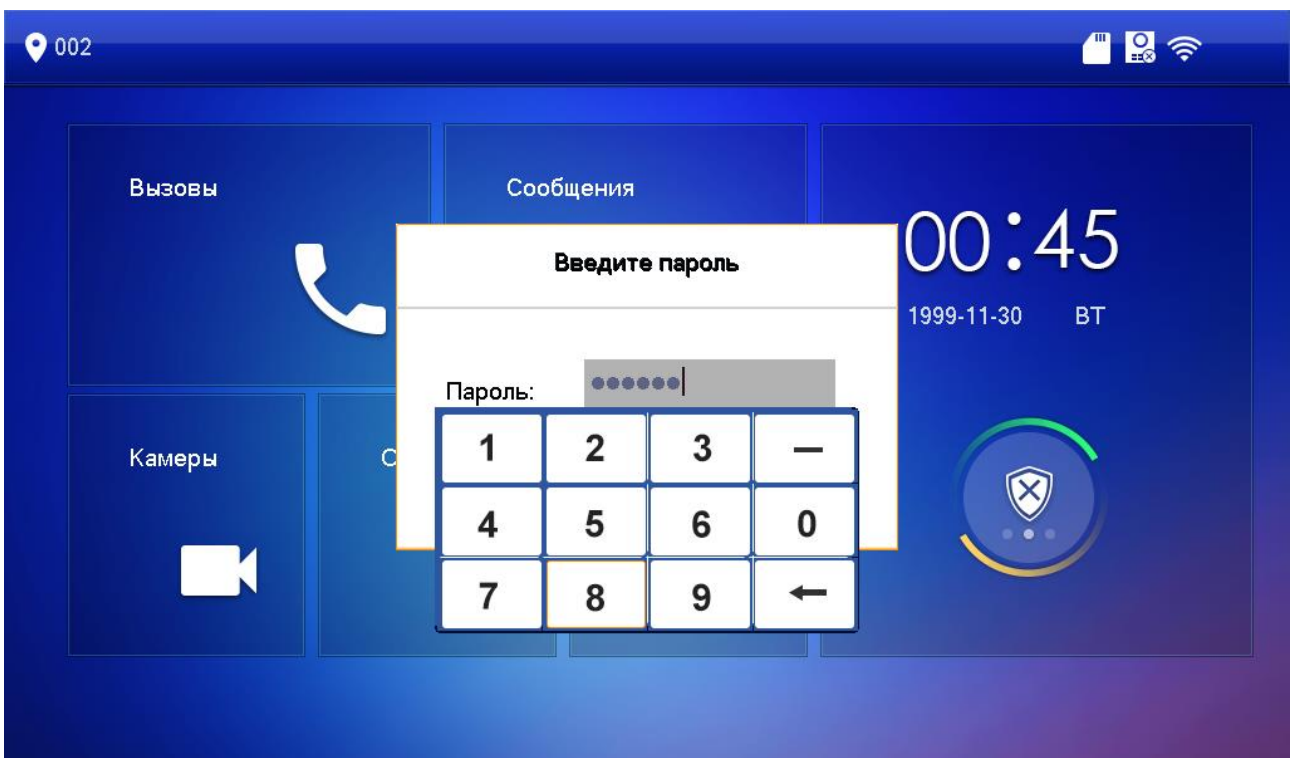 002
Вызовы
Сообщения
00:45
1999-11-30 ВТ
Введите пароль
Пароль:
1 2 3 —
4 5 6 0
7 8 9 ←
Камеры
С